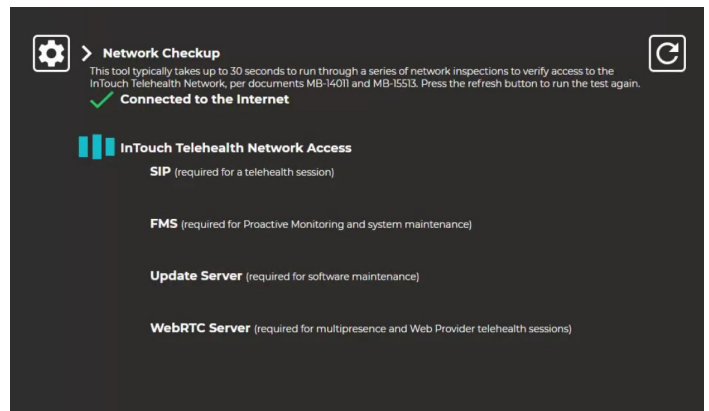 Network Checkup
This tool typically takes up to 30 seconds to run through a series of network inspections to verify access to the
InTouch Telehealth Network, per documents MB-14011 and MB-15513. Press the refresh button to run the test again.
Connected to the Internet
InTouch Telehealth Network Access
SIP (required for a telehealth session)
FMS (required for Proactive Monitoring and system maintenance)
Update Server (required for software maintenance)
WebRTC Server (required for multipresence and Web Provider telehealth sessions)